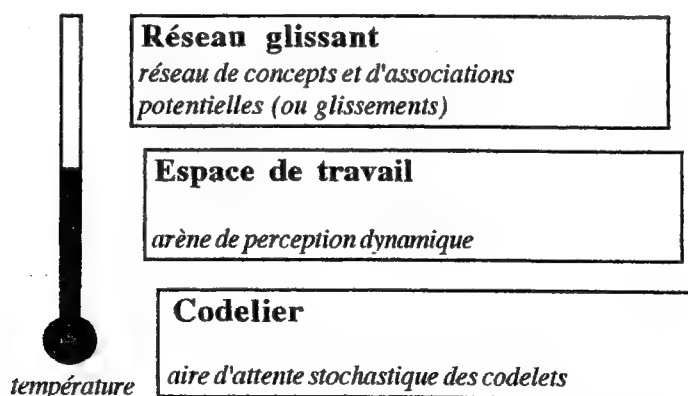 Réseau glissant
réseau de concepts et d'associations
potentielles (ou glissements)
Espace de travail
arène de perception dynamique
Codelier
aire d'attente stochastique des codelets
température